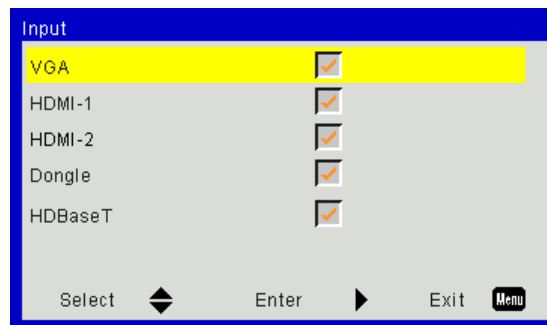 Input
VGA
HDMI-1
HDMI-2
Dongle
HDBaseT
Select Enter Exit Menu